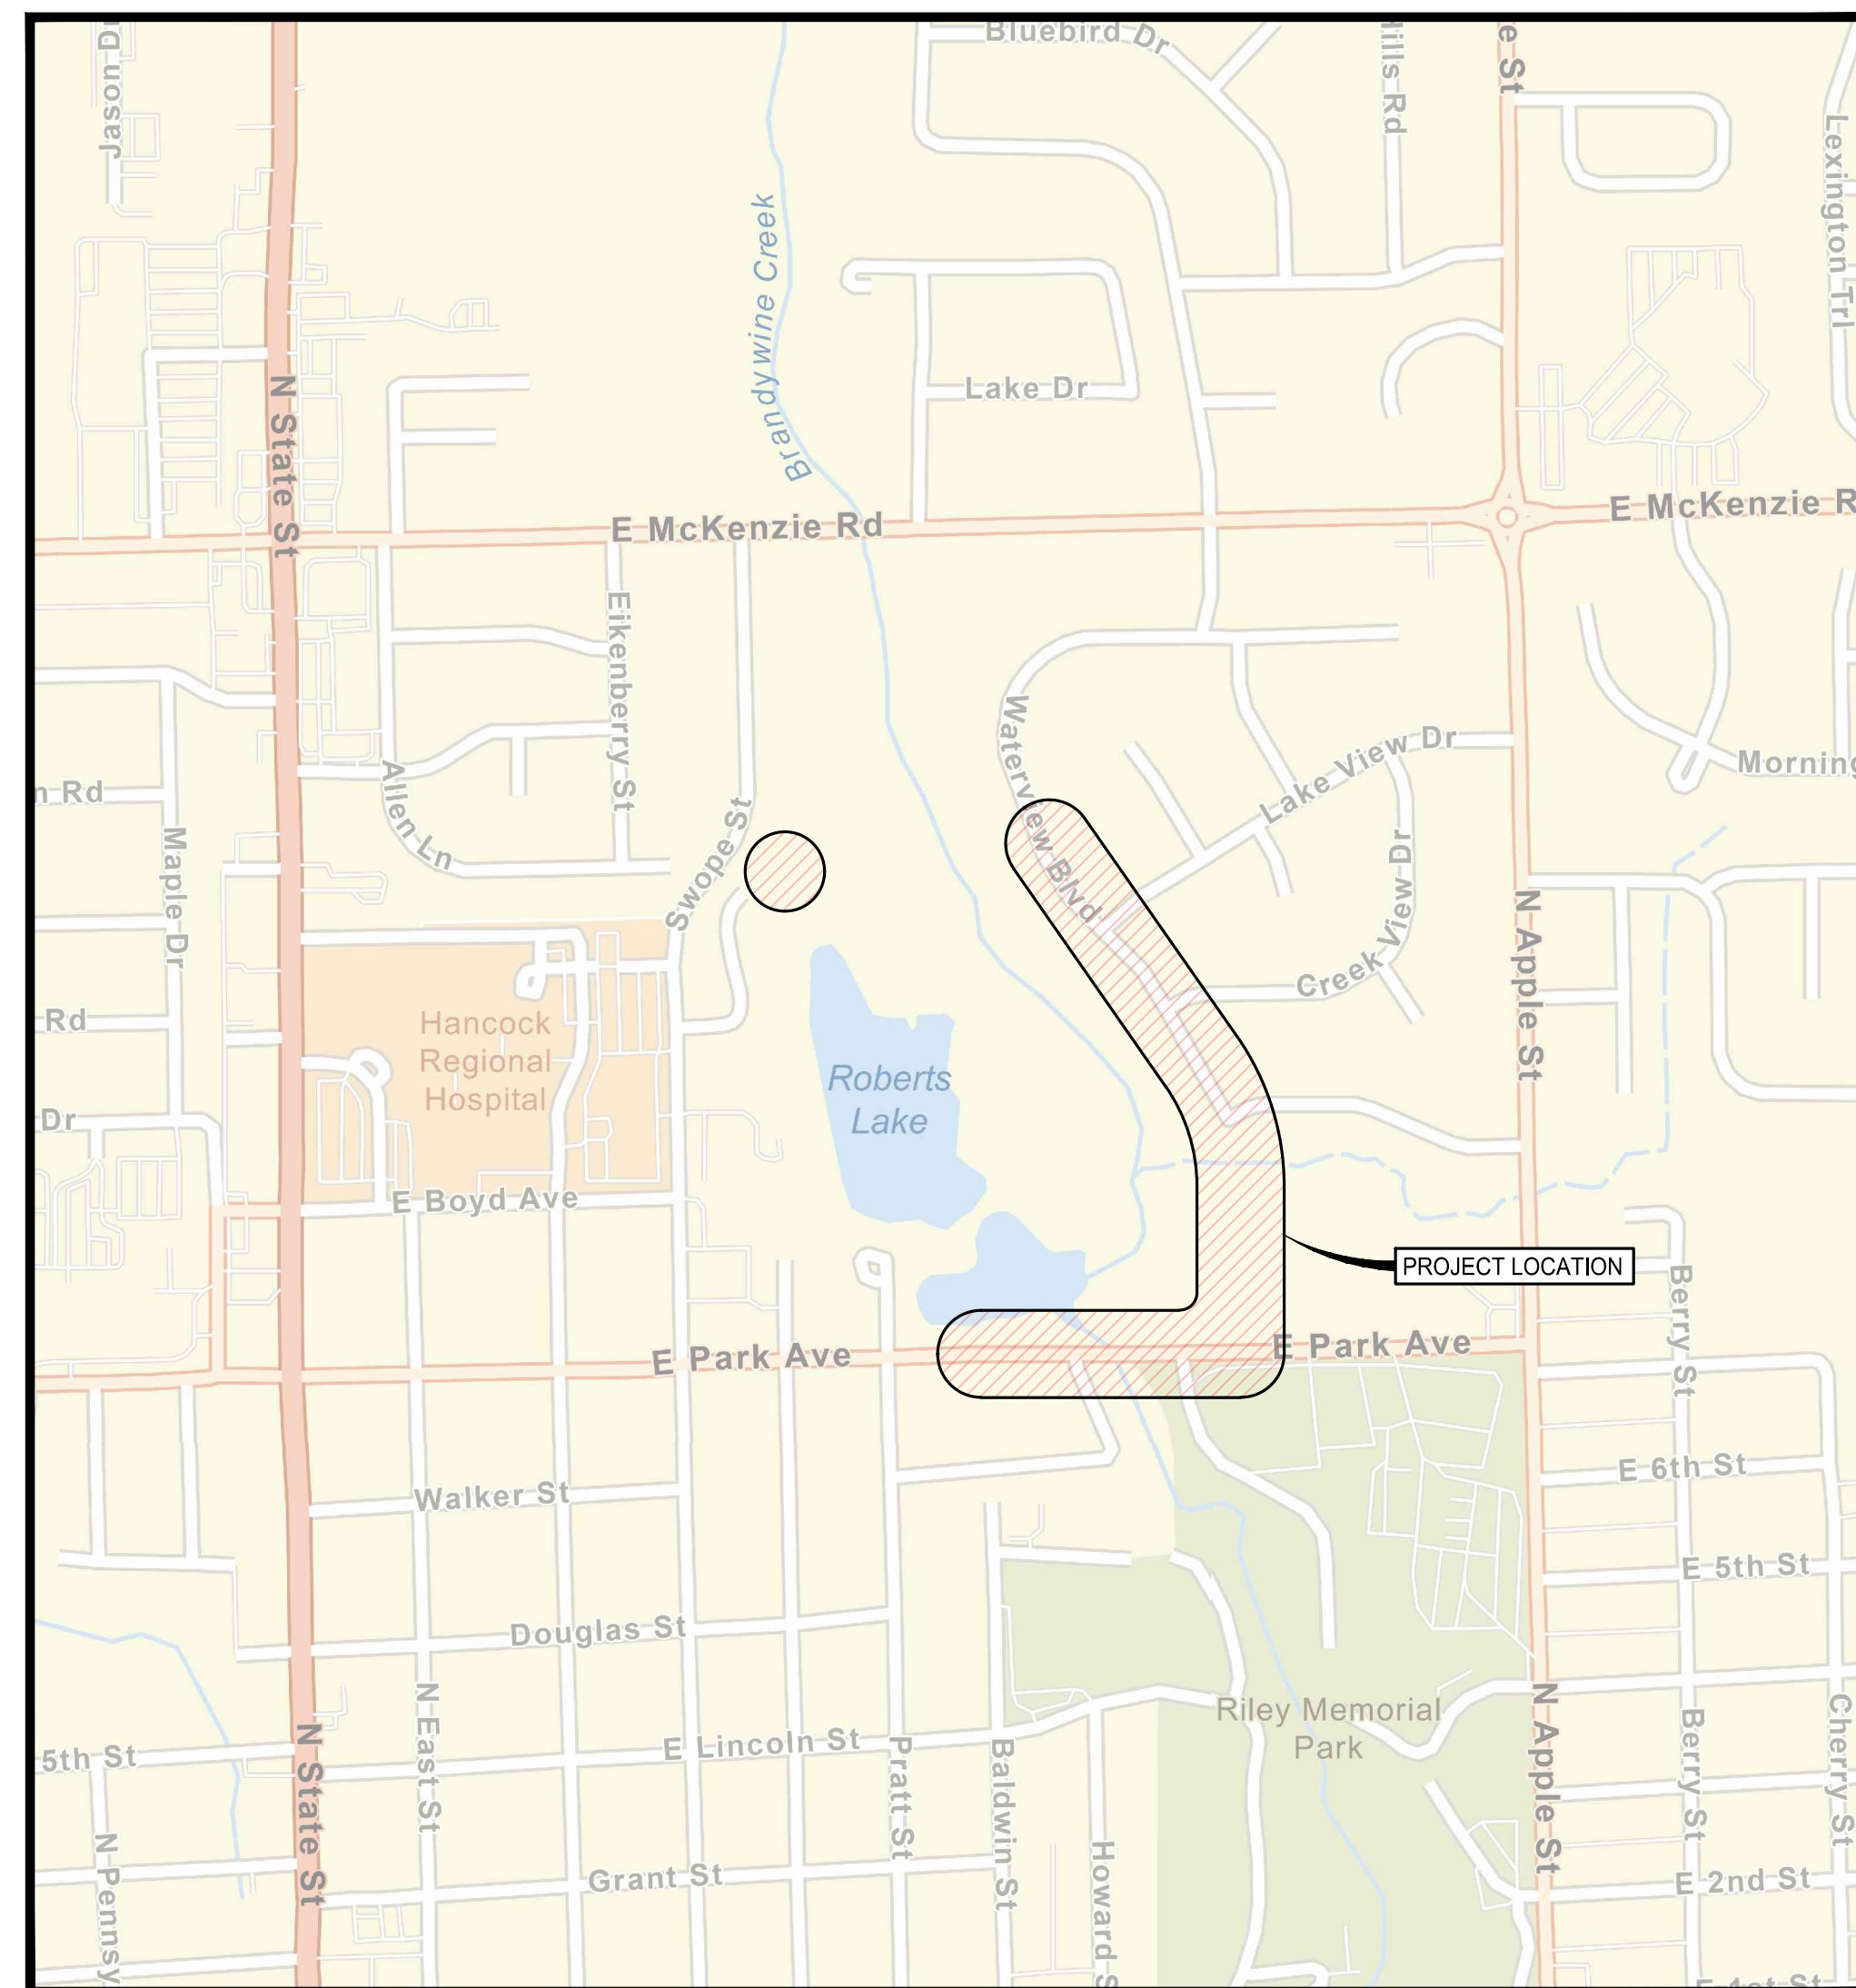 Jason D
Bluebird Dr
Hills Rd
e St
Lexington Trl
Brandywine Creek
N State St
Lake Dr
E McKenzie Rd
E McKenzie R
Eikenberry St
Waterview Blvd
Lake View Dr
Morning
n Rd
Maple Dr
Allen Ln
Swope St
Creek View Dr
N Apple St
Rd
Hancock
Regional
Hospital
Roberts
Lake
Dr
E Boyd Ave
PROJECT LOCATION
Berry St
E Park Ave
E Park Ave
Walker St
E 6th St
E 5th St
Douglas St
N East St
Riley Memorial
Park
N Apple St
5th St
N State St
E Lincoln St
Pratt St
Baldwin St
Berry St
Cherry St
N Pennsy
Grant St
Howard S
E 2nd St
E 1st St